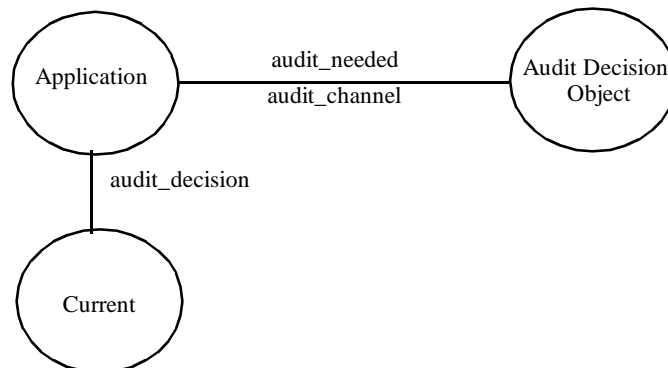 Application
audit_needed
audit_channel
Audit Decision
Object
audit_decision
Current